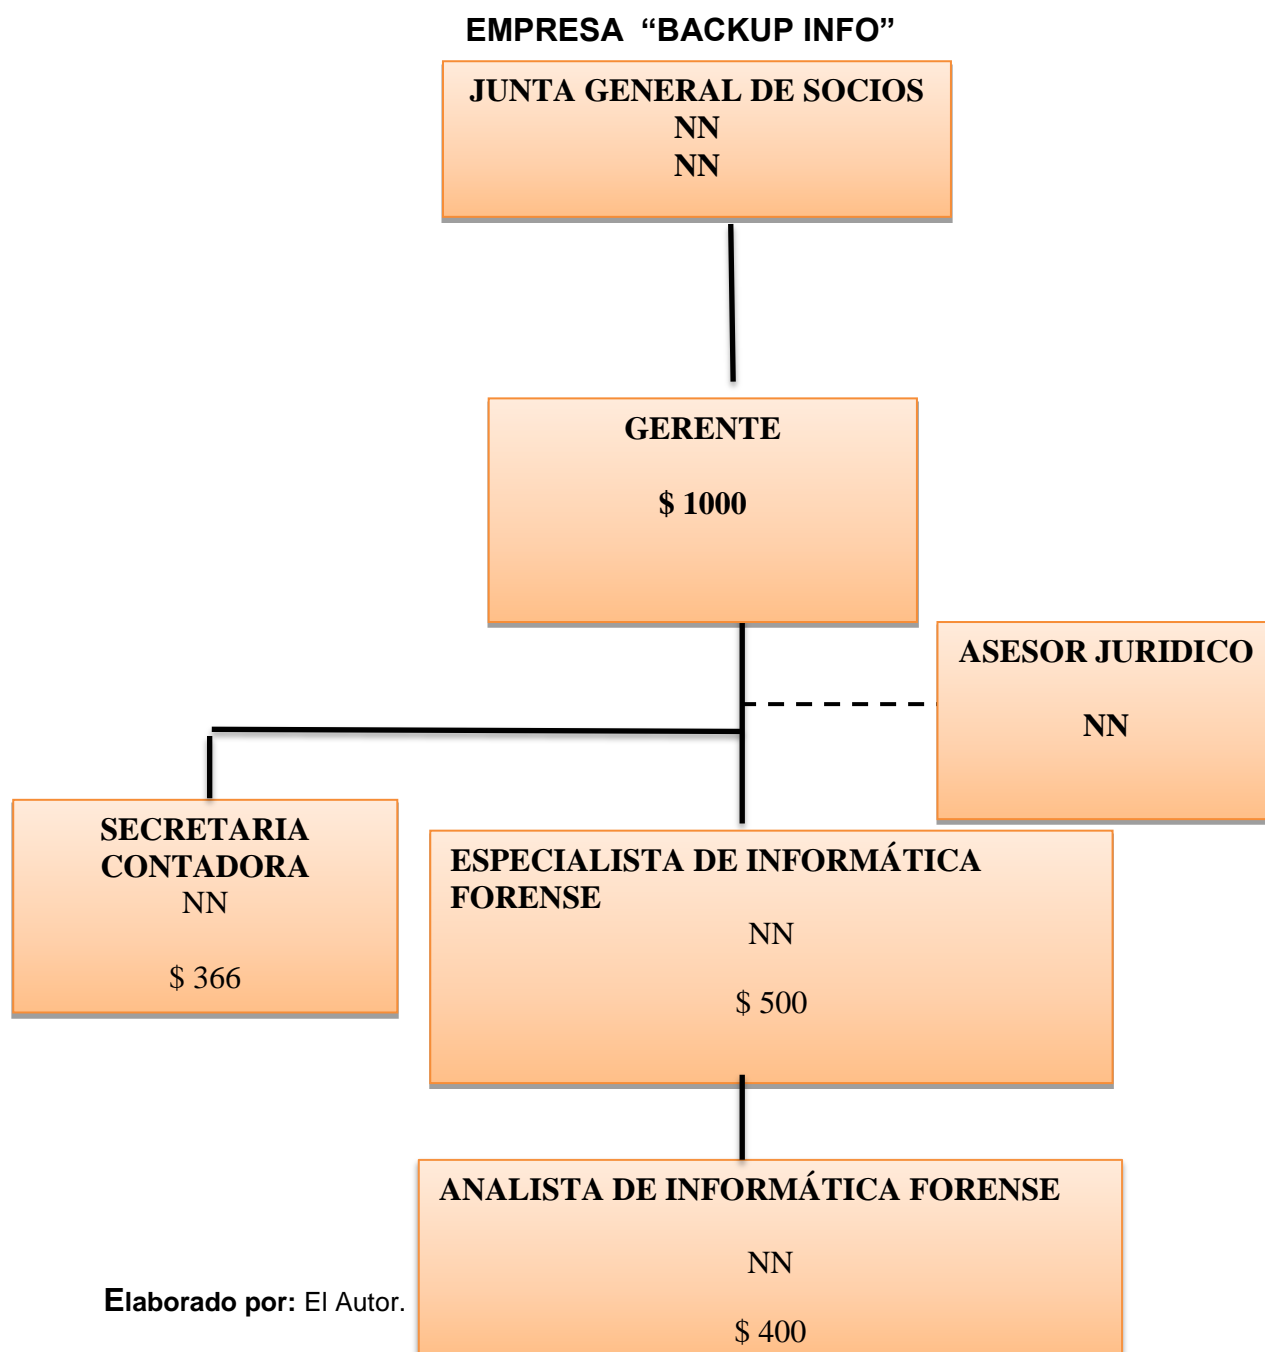 EMPRESA “BACKUP INFO”
JUNTA GENERAL DE SOCIOS
NN
NN
GERENTE
$ 1000
ASESOR JURIDICO
NN
SECRETARIA
CONTADORA
NN
$ 366
ESPECIALISTA DE INFORMÁTICA
FORENSE
NN
$ 500
ANALISTA DE INFORMÁTICA FORENSE
NN
$ 400
Elaborado por: El Autor.